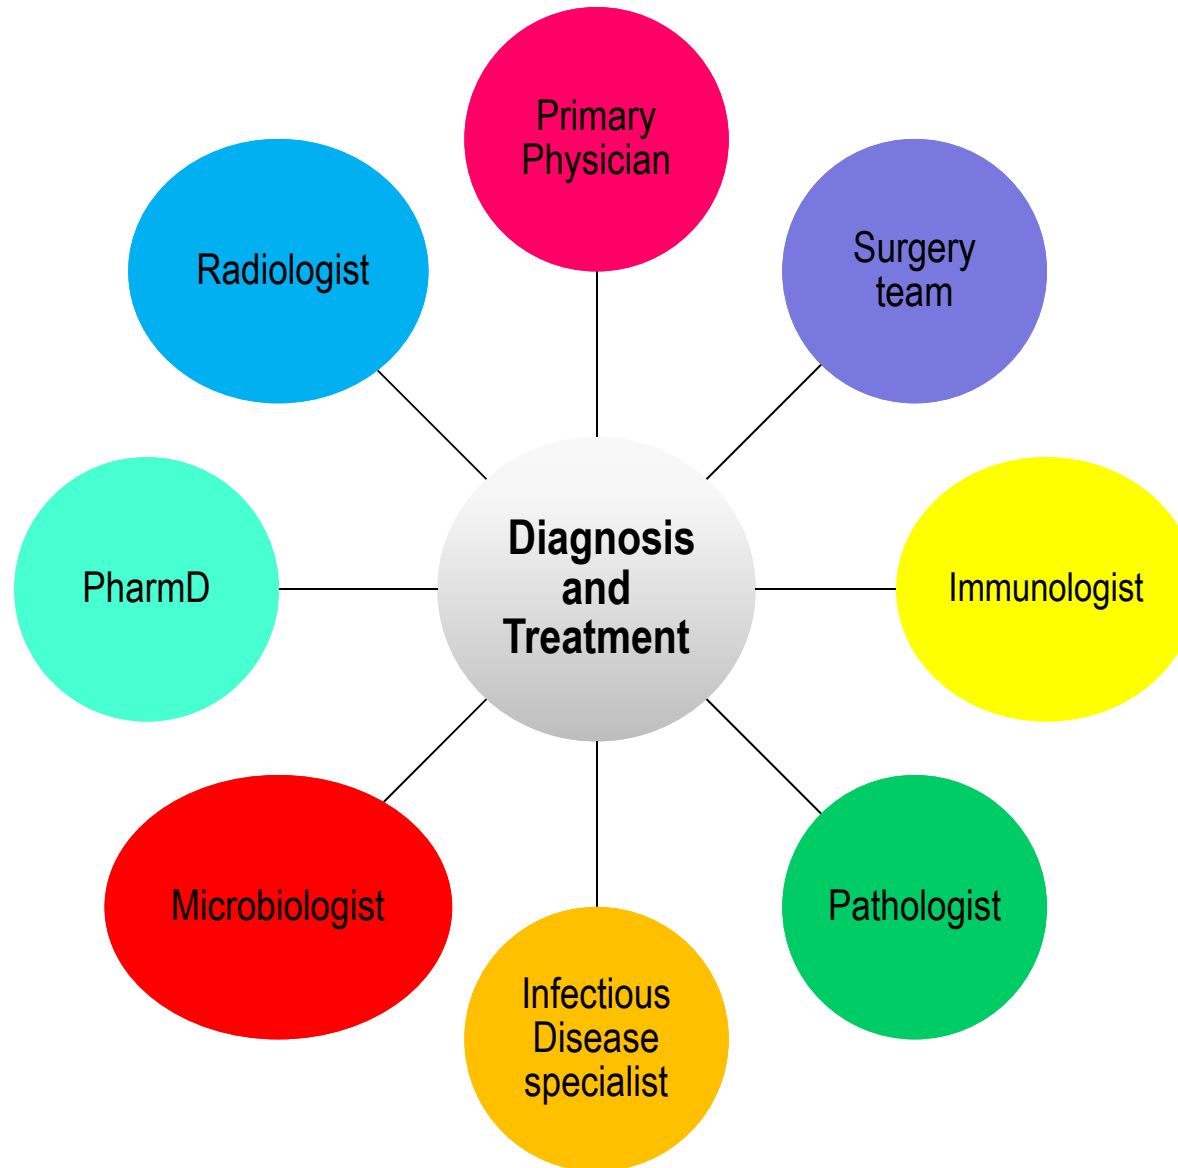 Primary
Physician
Surgery
team
Immunologist
Pathologist
Infectious
Disease
specialist
Microbiologist
PharmD
Radiologist
Diagnosis
and
Treatment